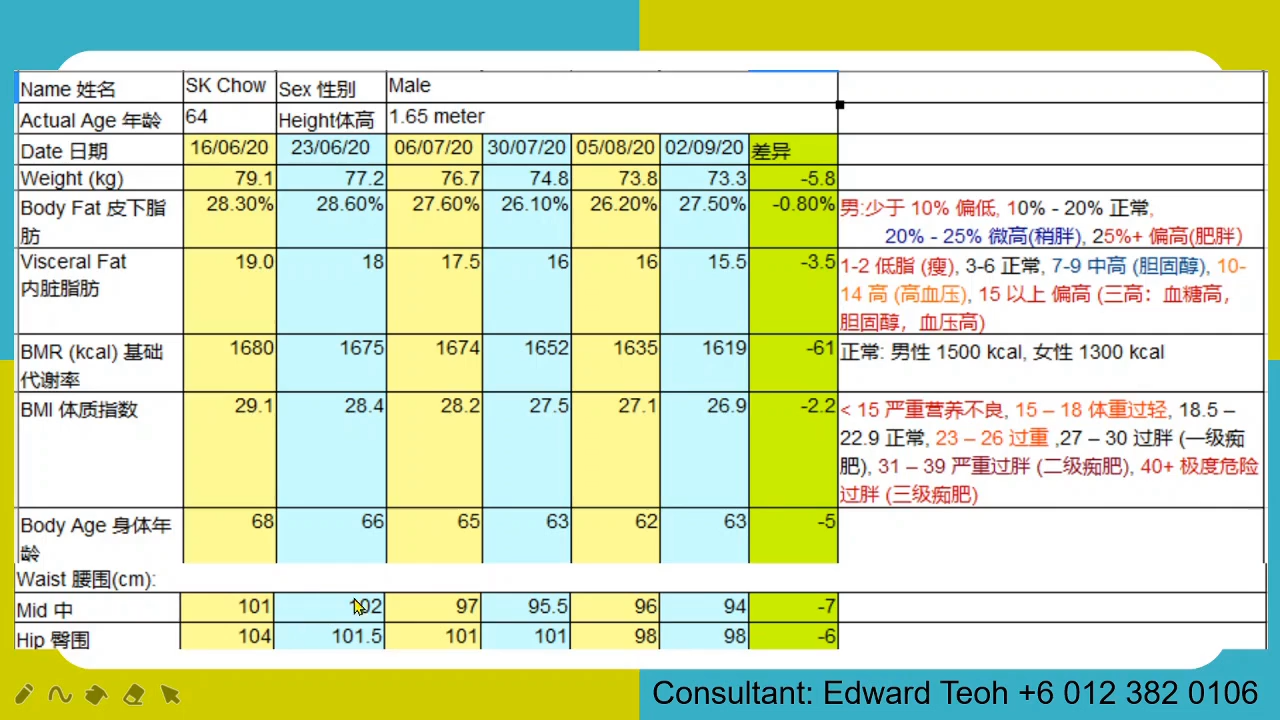 Name 姓名 SK Chow Sex 性别 Male
Actual Age 年龄 64 Height体高 1.65 meter
Date 日期 16/06/20 23/06/20 06/07/20 30/07/20 05/08/20 02/09/20 差异
Weight (kg) 79.1 77.2 76.7 74.8 73.8 73.3 -5.8
Body Fat 皮下脂 28.30% 28.60% 27.60% 26.10% 26.20% 27.50% -0.80% 男:少于 10% 偏低, 10% - 20% 正常,
肪 20% - 25% 微高(稍胖), 25%+ 偏高(肥胖)
Visceral Fat 19.0 18 17.5 16 16 15.5 -3.5 1-2 低脂 (瘦), 3-6 正常, 7-9 中高 (胆固醇), 10-
内脏脂肪 14 高 (高血压), 15 以上 偏高 (三高：血糖高,
胆固醇，血压高)
BMR (kcal) 基础 1680 1675 1674 1652 1635 1619 -61 正常: 男性 1500 kcal, 女性 1300 kcal
代谢率
BMI 体质指数 29.1 28.4 28.2 27.5 27.1 26.9 -2.2 < 15 严重营养不良, 15 – 18 体重过轻, 18.5 –
22.9 正常, 23 – 26 过重 ,27 – 30 过胖 (一级痴
肥), 31 – 39 严重过胖 (二级痴肥), 40+ 极度危险
过胖 (三级痴肥)
Body Age 身体年 68 66 65 63 62 63 -5
龄
Waist 腰围(cm):
Mid 中 101 102 97 95.5 96 94 -7
Hip 臀围 104 101.5 101 101 98 98 -6
Consultant: Edward Teoh +6 012 382 0106